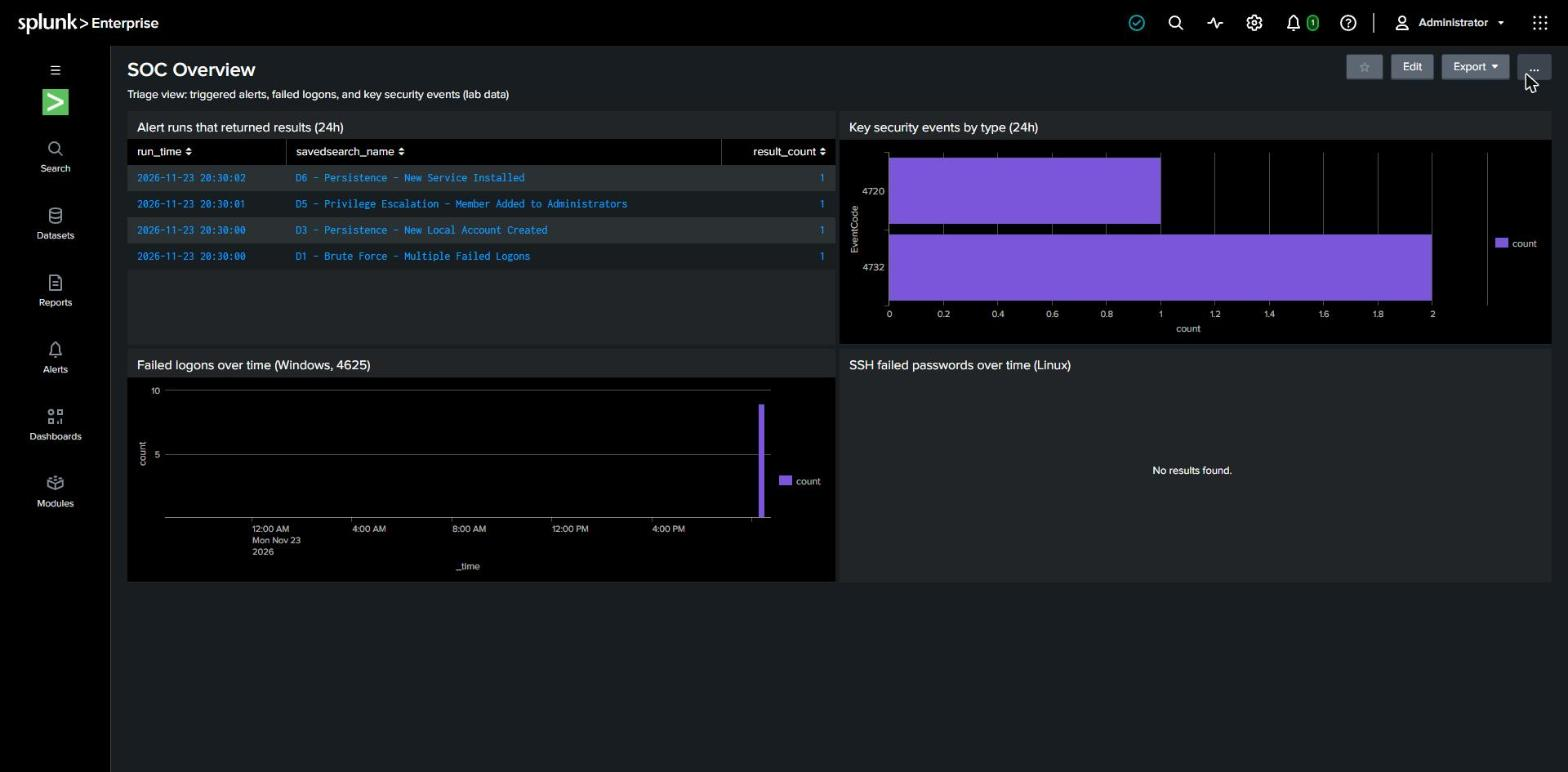 splunk>Enterprise
1
Administrator
SOC Overview
Edit
Export
...
Triage view: triggered alerts, failed logons, and key security events (lab data)
Search
Datasets
Reports
Alerts
Dashboards
Modules
Alert runs that returned results (24h)
run_time savedsearch_name result_count
2026-11-23 20:30:02 D6 - Persistence - New Service Installed 1
2026-11-23 20:30:01 D5 - Privilege Escalation - Member Added to Administrators 1
2026-11-23 20:30:00 D3 - Persistence - New Local Account Created 1
2026-11-23 20:30:00 D1 - Brute Force - Multiple Failed Logons 1
Key security events by type (24h)
EventCode
4720
4732
0 0.2 0.4 0.6 0.8 1 1.2 1.4 1.6 1.8 2
count
count
Failed logons over time (Windows, 4625)
count
10
5
12:00 AM 4:00 AM 8:00 AM 12:00 PM 4:00 PM
Mon Nov 23
2026
_time
count
SSH failed passwords over time (Linux)
No results found.